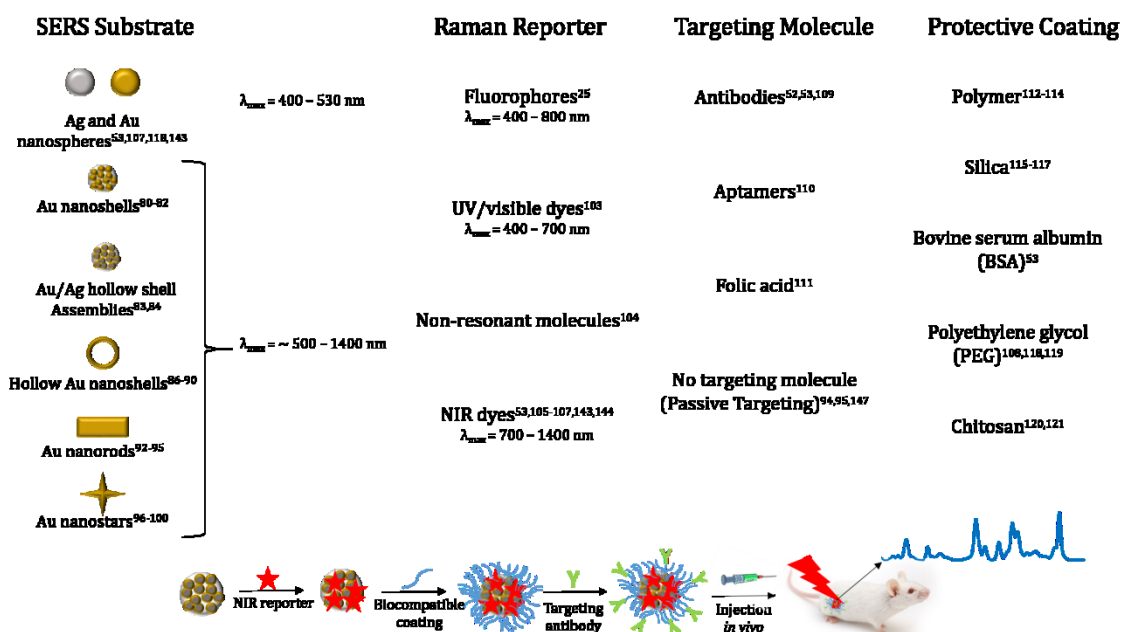 SERS Substrate
Ag and Au
nanospheres53,107,118,143
Au nanoshells80-82
Au/Ag hollow shell
Assemblies83,84
Hollow Au nanoshells86-90
Au nanorods92-95
Au nanostars96-100
λmax = 400 – 530 nm
λmax = ~ 500 - 1400 nm
Raman Reporter
Fluorophores25
λmax = 400 – 800 nm
UV/visible dyes103
λmax = 400 – 700 nm
Non-resonant molecules104
NIR dyes53,105-107,143,144
λmax = 700 – 1400 nm
Targeting Molecule
Antibodies52,53,109
Aptamers110
Folic acid111
No targeting molecule
(Passive Targeting)94,95,147
Protective Coating
Polymer112-114
Silica115-117
Bovine serum albumin
(BSA)53
Polyethylene glycol
(PEG)108,118,119
Chitosan120,121
NIR reporter
Biocompatible
coating
Targeting
antibody
Injection
in vivo